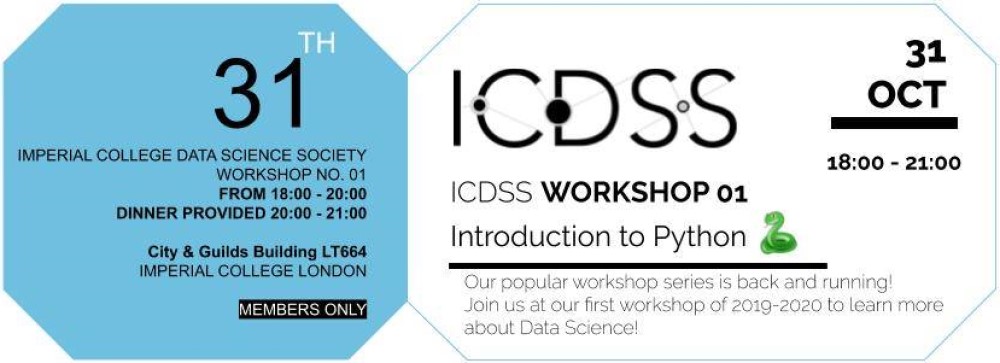 TH
31
IMPERIAL COLLEGE DATA SCIENCE SOCIETY
WORKSHOP NO. 01
FROM 18:00 - 20:00
DINNER PROVIDED 20:00 - 21:00
City & Guilds Building LT664
IMPERIAL COLLEGE LONDON
MEMBERS ONLY
ICDSS
31
OCT
18:00 - 21:00
ICDSS WORKSHOP 01
Introduction to Python
Our popular workshop series is back and running!
Join us at our first workshop of 2019-2020 to learn more
about Data Science!